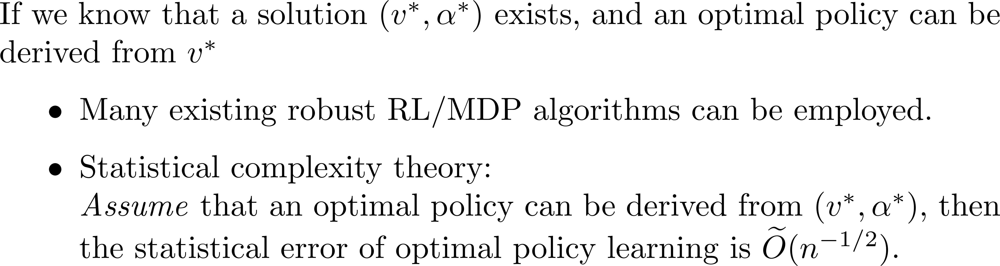 If we know that a solution $(v^*, \alpha^*)$ exists, and an optimal policy can be
derived from $v^*$
• Many existing robust RL/MDP algorithms can be employed.
• Statistical complexity theory:
Assume that an optimal policy can be derived from $(v^*, \alpha^*)$, then
the statistical error of optimal policy learning is $\widetilde{O}(n^{-1/2})$.